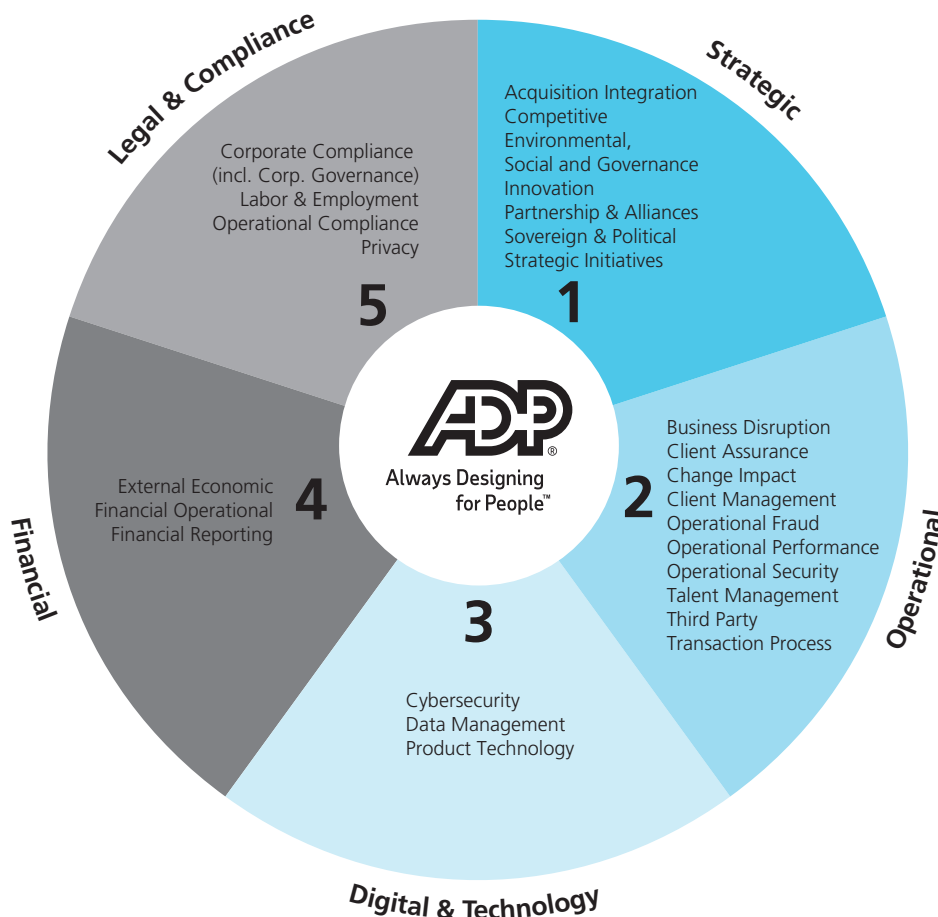 Strategic
Acquisition Integration
Competitive
Environmental,
Social and Governance
Innovation
Partnership & Alliances
Sovereign & Political
Strategic Initiatives
1
Operational
Business Disruption
Client Assurance
Change Impact
Client Management
Operational Fraud
Operational Performance
Operational Security
Talent Management
Third Party
Transaction Process
2
3
Cybersecurity
Data Management
Product Technology
Digital & Technology
Financial
External Economic
Financial Operational
Financial Reporting
4
Legal & Compliance
Corporate Compliance
(incl. Corp. Governance)
Labor & Employment
Operational Compliance
Privacy
5
ADP®
Always Designing
for People™